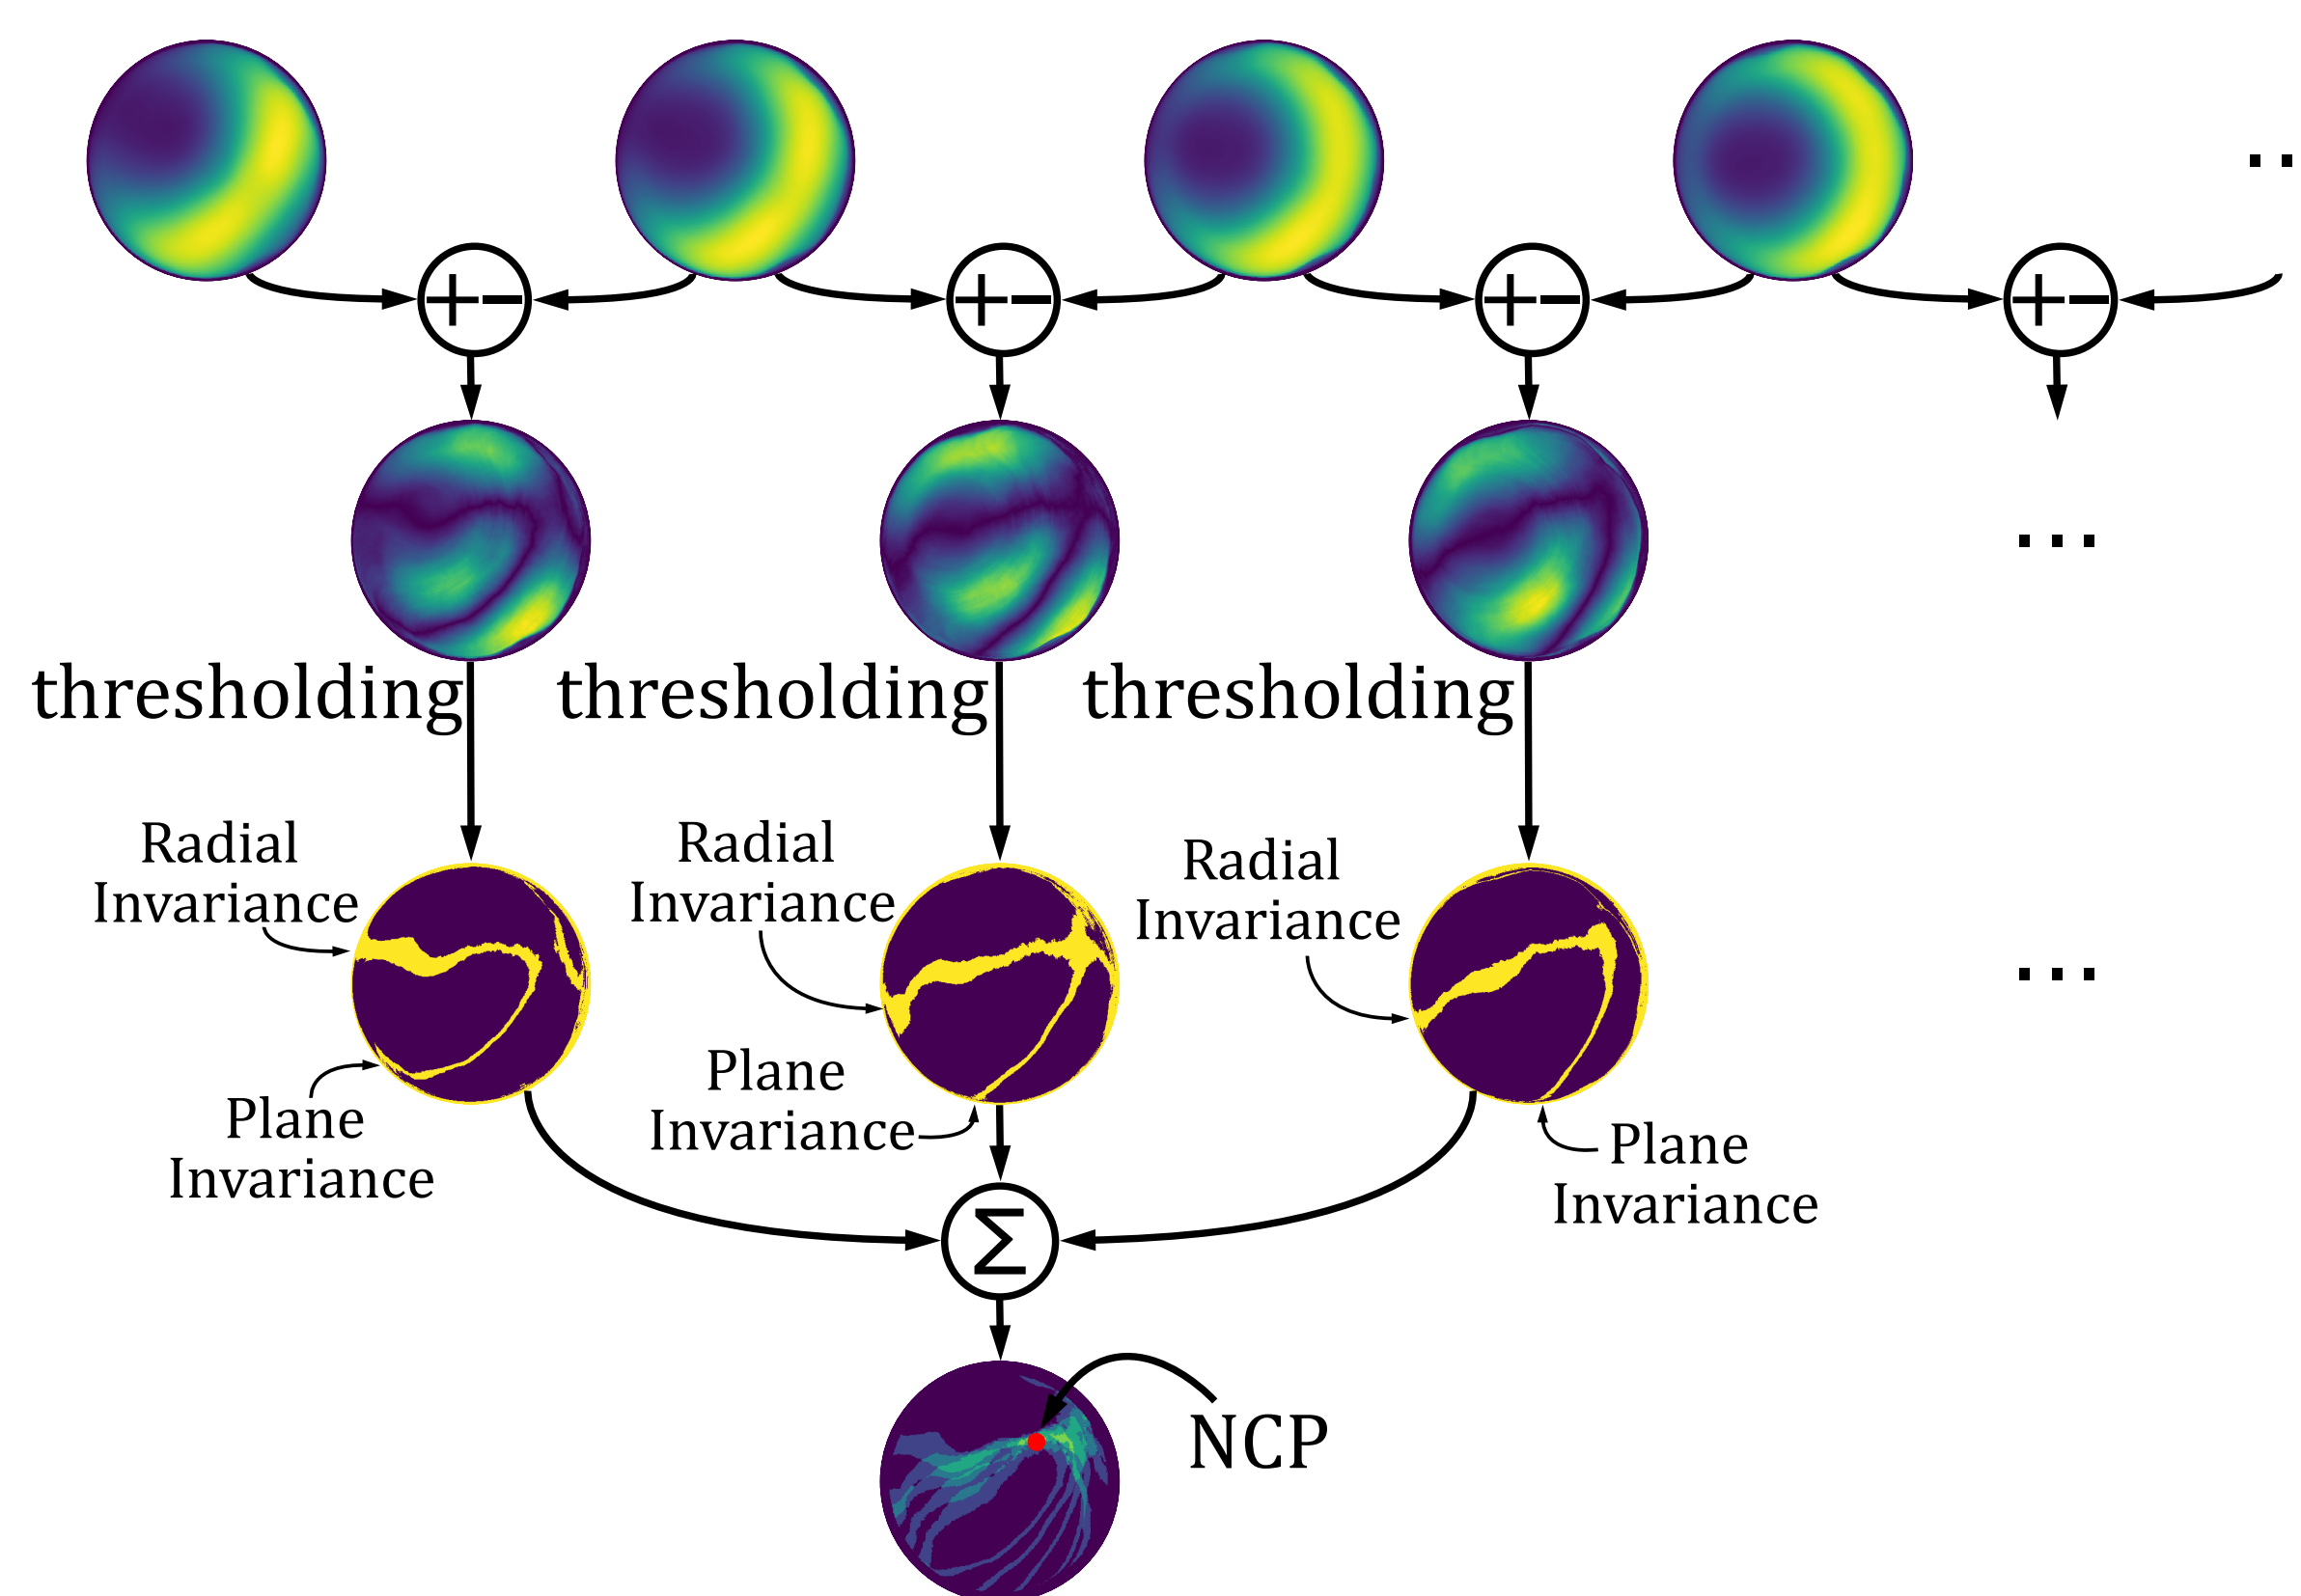 ..
+−
+−
+−
+−
...
thresholding
thresholding
thresholding
Radial
Invariance
Radial
Invariance
Radial
Invariance
...
Plane
Invariance
Plane
Invariance
Plane
Invariance
Σ
NCP